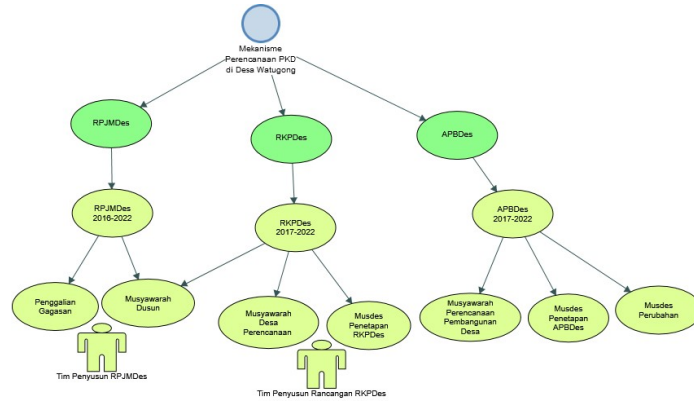 Mekanisme
Perencanaan PKD
di Desa Watugong
RPJMDes
RKPDes
APBDes
RPJMDes
2016-2022
RKPDes
2017-2022
APBDes
2017-2022
Penggalian
Gagasan
Musyawarah
Dusun
Musyawarah
Desa
Perencanaan
Musdes
Penetapan
RKPDes
Musyawarah
Perencanaan
Pembangunan
Desa
Musdes
Penetapan
APBDes
Musdes
Perubahan
Tim Penyusun RPJMDes
Tim Penyusun Rancangan RKPDes